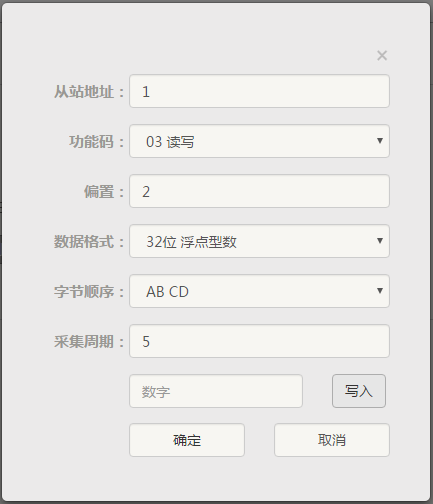 ×
从站地址： 1
功能码： 03 读写
偏置： 2
数据格式： 32位 浮点型数
字节顺序： AB CD
采集周期： 5
数字 写入
确定 取消